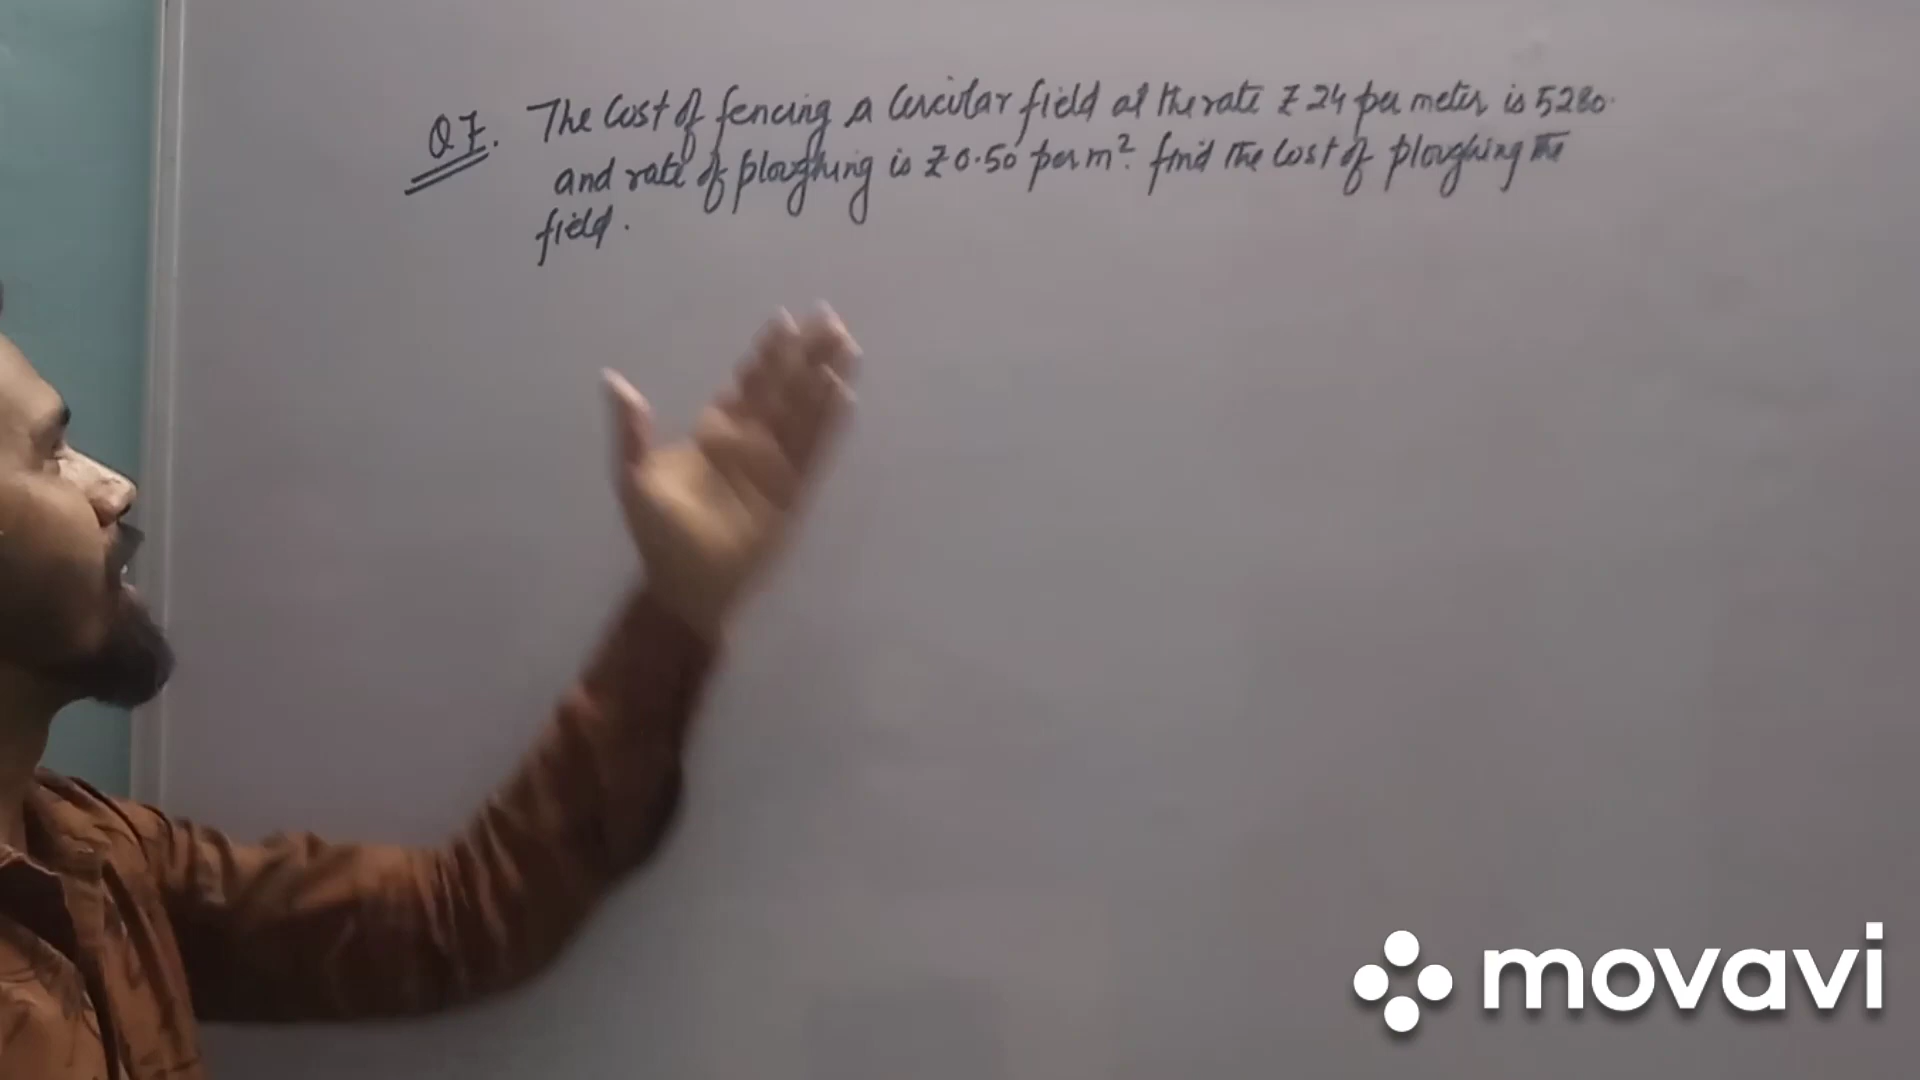 Q7. The Cost of fencing a Circular field at the rate ₹ 24 per meter is 5280.
and rate of ploughing is ₹0.50 per m². find the cost of ploughing the
field.
movavi